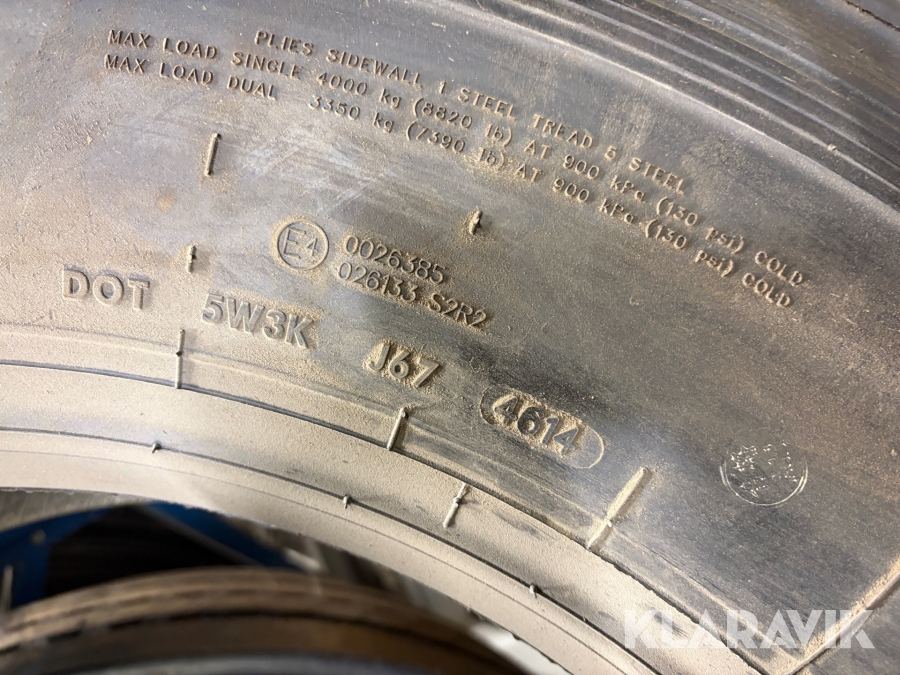 PLIES SIDEWALL 1 STEEL TREAD 5 STEEL
MAX LOAD SINGLE 4000 kg (8820 lb) AT 900 kPa (130 psi) COLD
MAX LOAD DUAL 3350 kg (7390 lb) AT 900 kPa (130 psi) COLD
E4 0026385
026133 S2R2
DOT 5W3K J67 4614
KLARAVIK